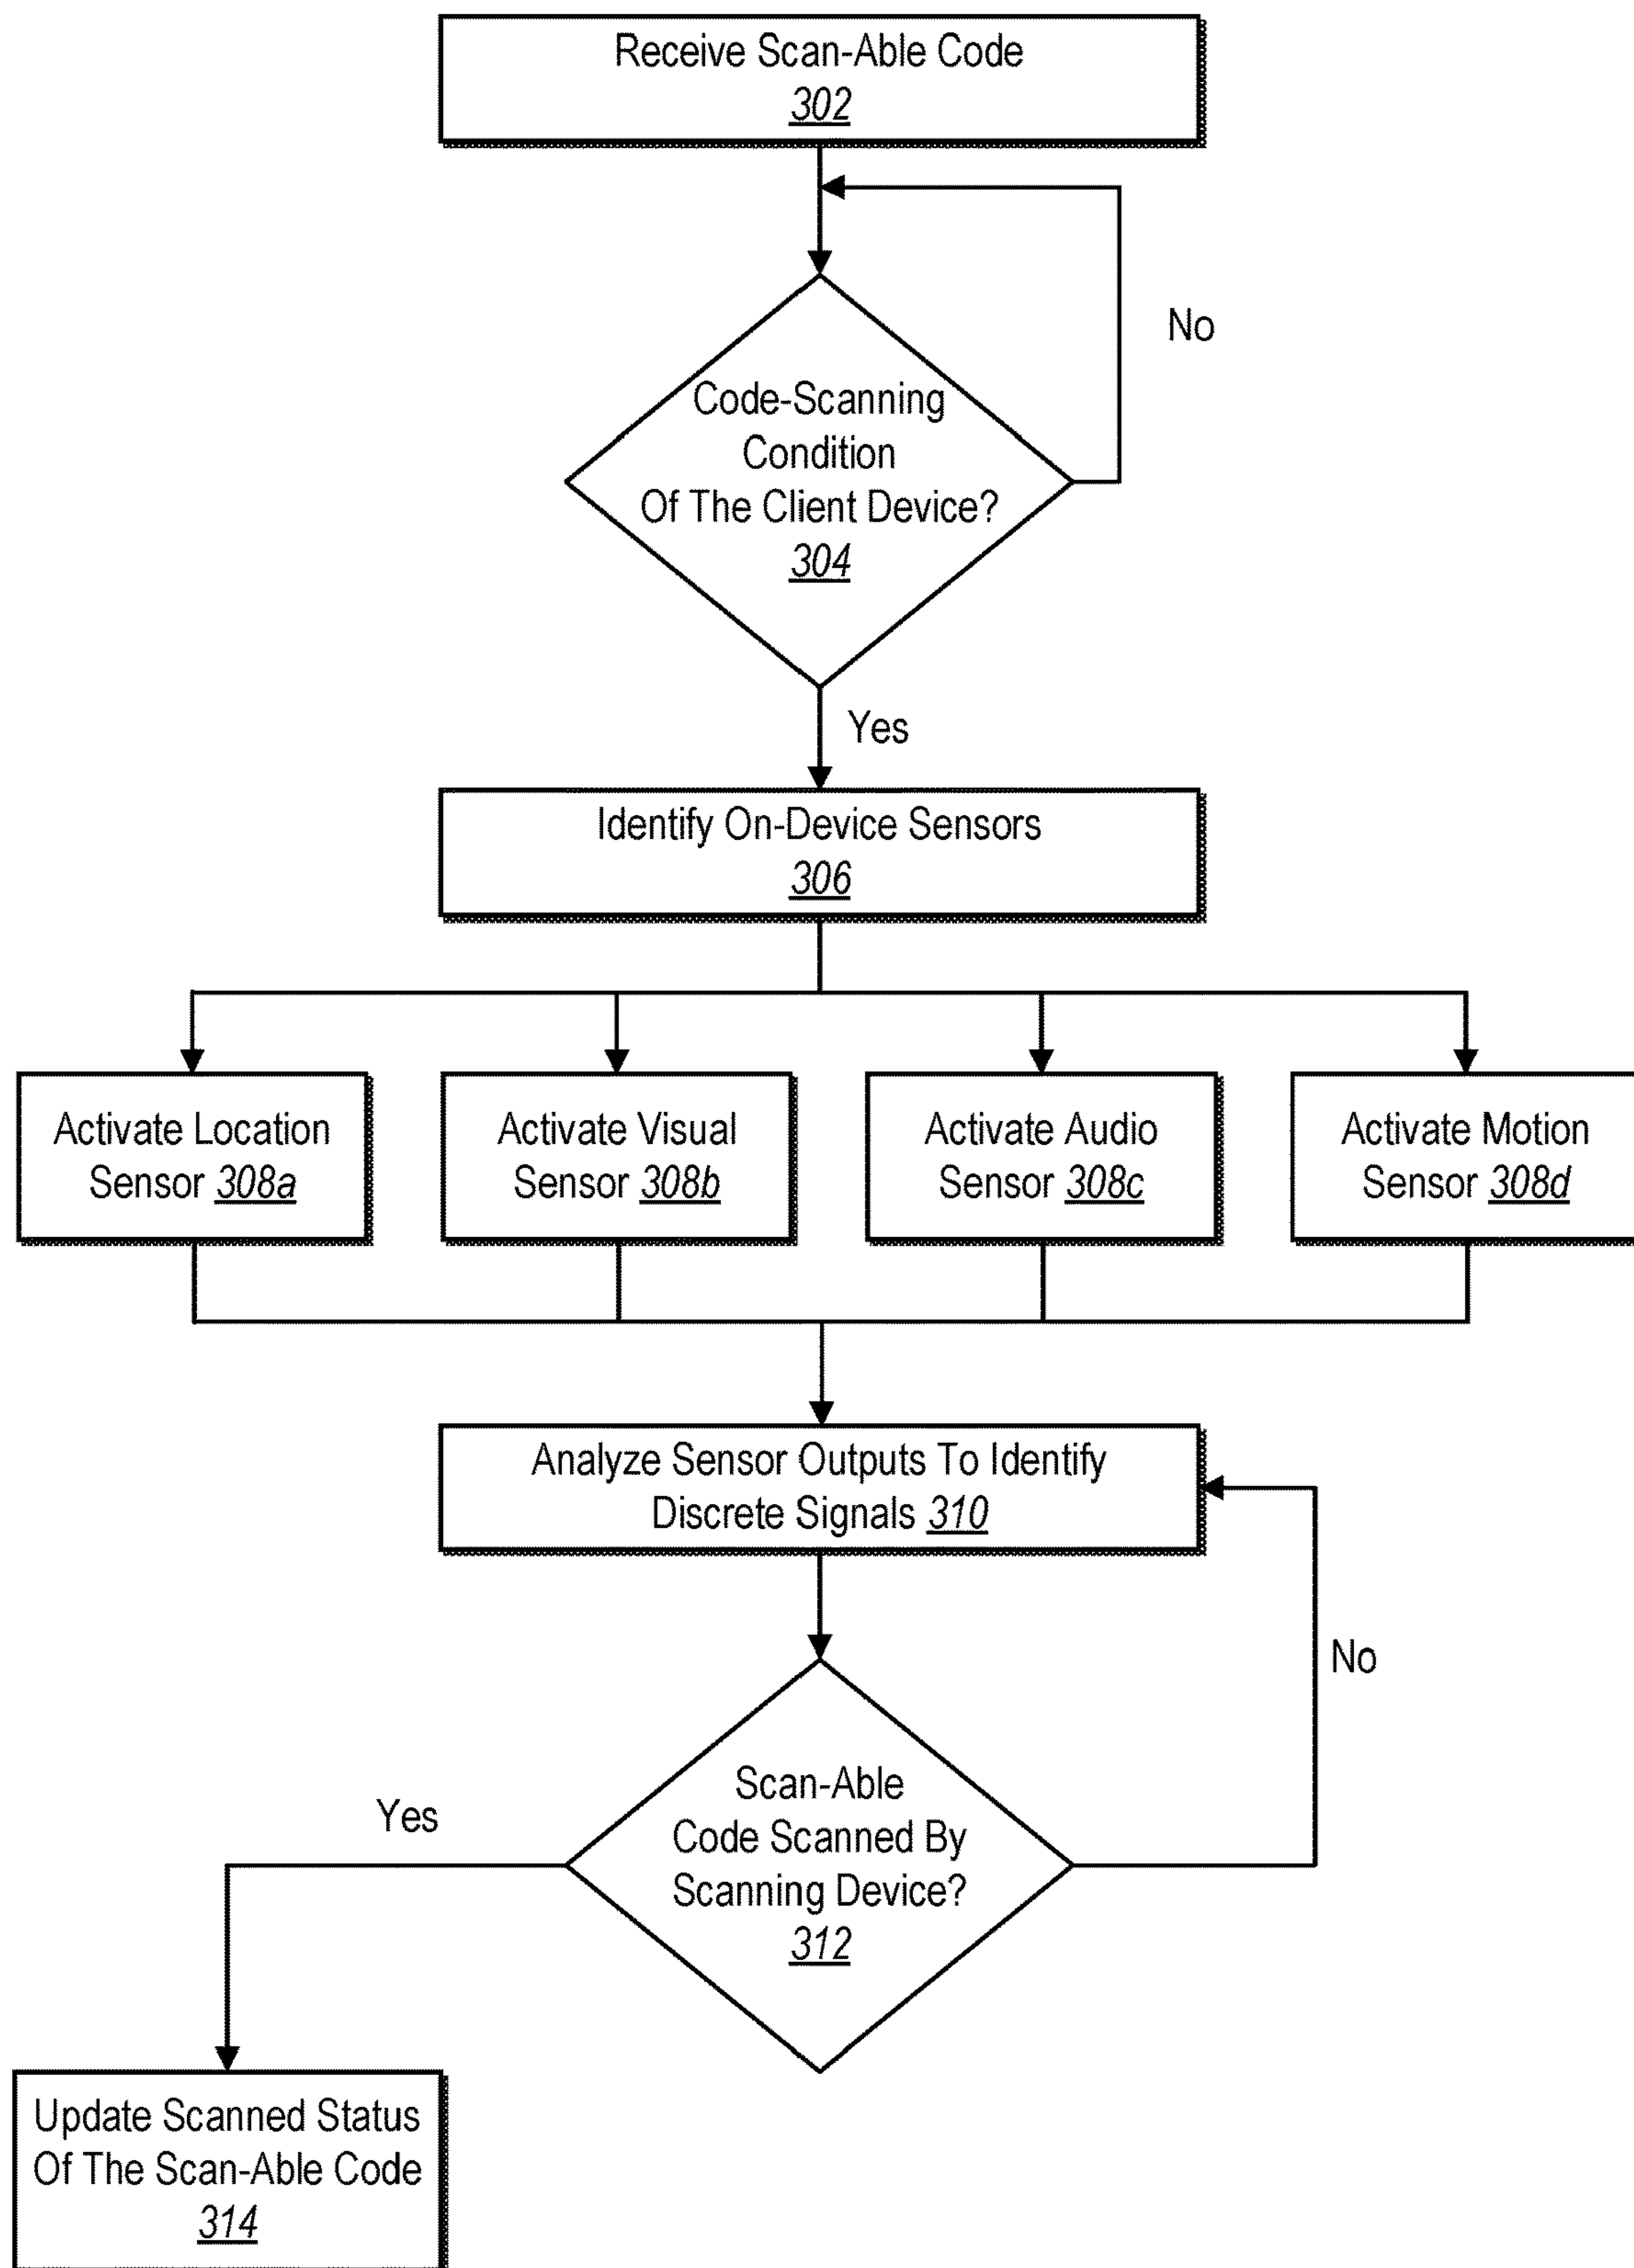 Receive Scan-Able Code
302
No
Code-Scanning
Condition
Of The Client Device?
304
Yes
Identify On-Device Sensors
306
Activate Location
Sensor 308a
Activate Visual
Sensor 308b
Activate Audio
Sensor 308c
Activate Motion
Sensor 308d
Analyze Sensor Outputs To Identify
Discrete Signals 310
No
Scan-Able
Code Scanned By
Scanning Device?
312
Yes
Update Scanned Status
Of The Scan-Able Code
314